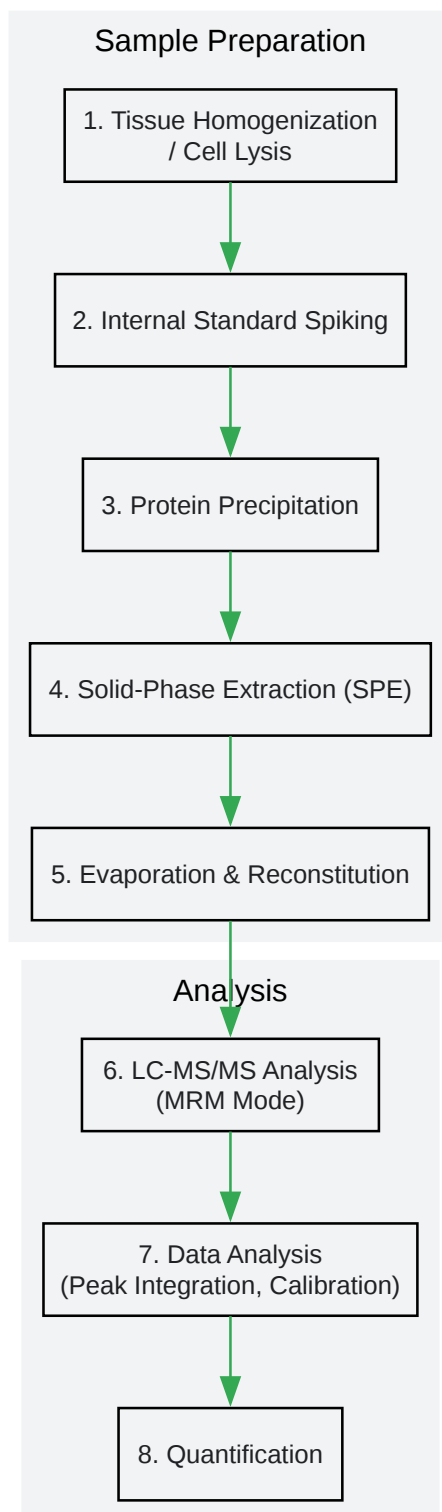 Sample Preparation
1. Tissue Homogenization
/ Cell Lysis
2. Internal Standard Spiking
3. Protein Precipitation
4. Solid-Phase Extraction (SPE)
5. Evaporation & Reconstitution
Analysis
6. LC-MS/MS Analysis
(MRM Mode)
7. Data Analysis
(Peak Integration, Calibration)
8. Quantification